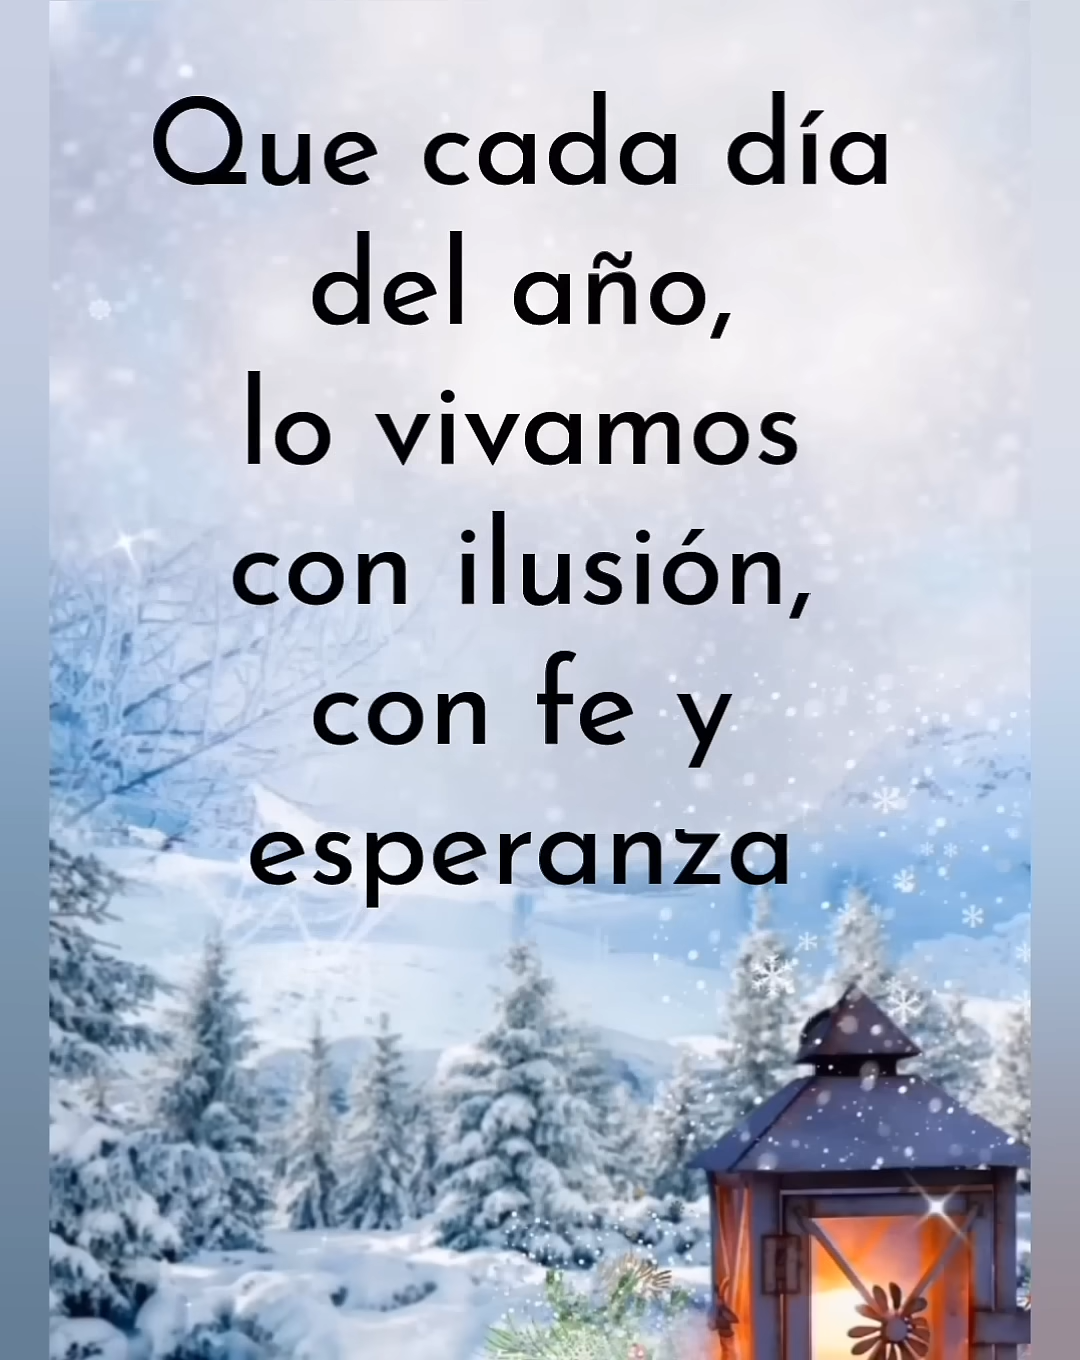 Que cada día
del año,
lo vivamos
con ilusión,
con fe y
esperanza